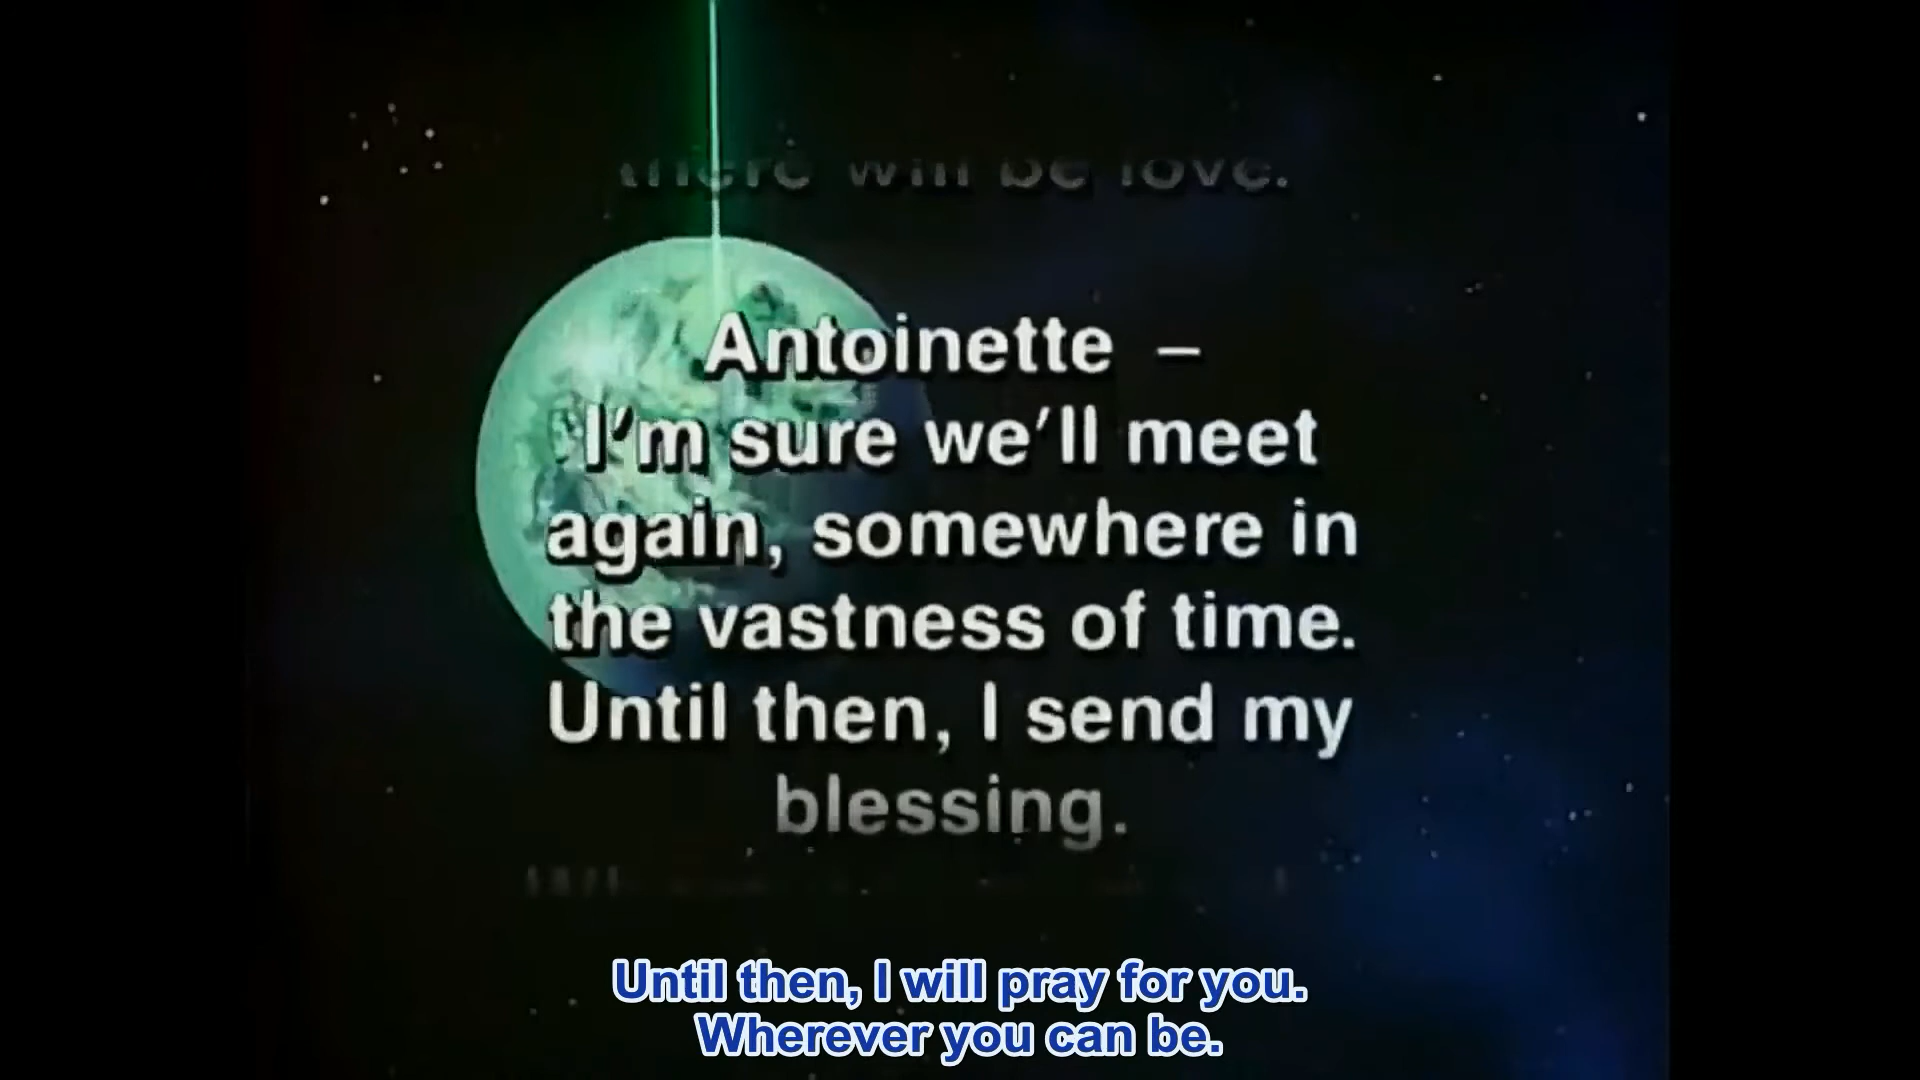 there will be love.
Antoinette –
I'm sure we'll meet
again, somewhere in
the vastness of time.
Until then, I send my
blessing.
Until then, I will pray for you.
Wherever you can be.